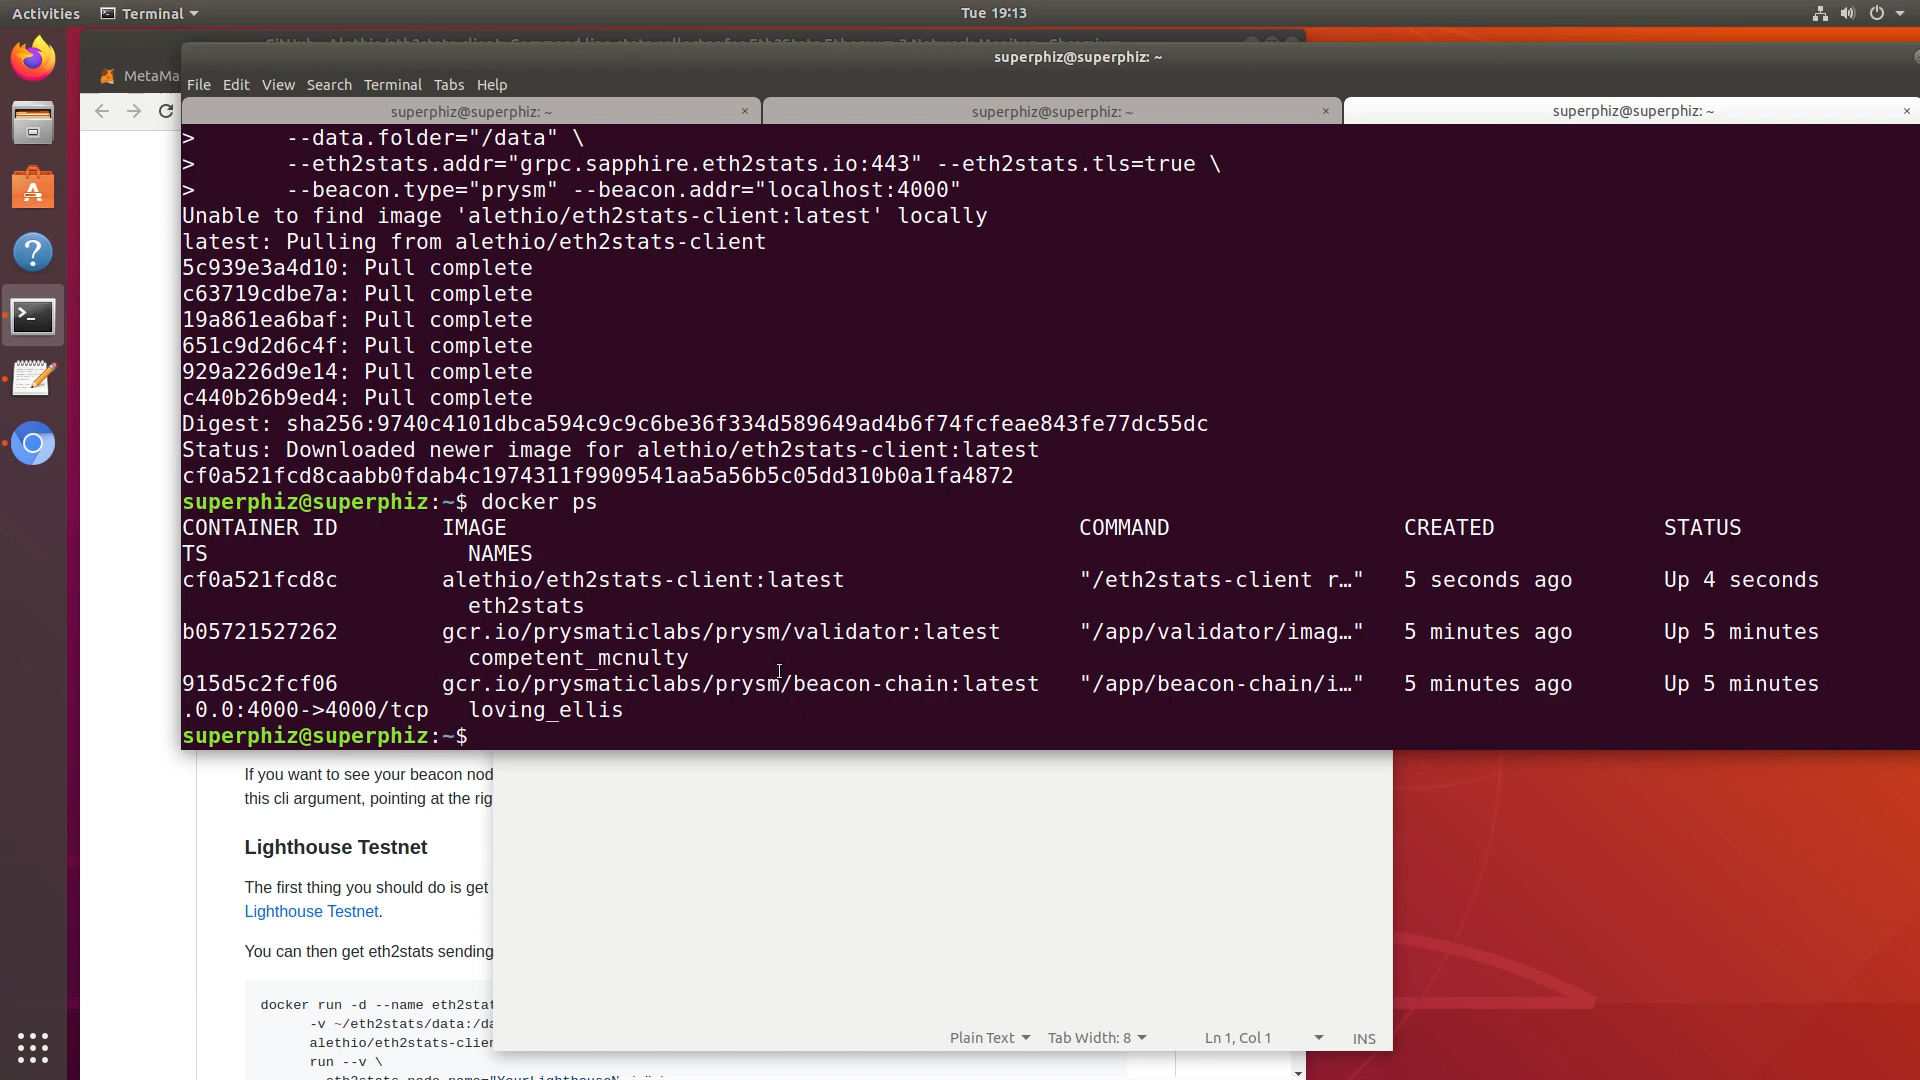 Activities Terminal Tue 19:13
superphiz@superphiz: ~
MetaMa
File Edit View Search Terminal Tabs Help
superphiz@superphiz: ~ × superphiz@superphiz: ~ × superphiz@superphiz: ~ ×
> --data.folder="/data" \
> --eth2stats.addr="grpc.sapphire.eth2stats.io:443" --eth2stats.tls=true \
> --beacon.type="prysm" --beacon.addr="localhost:4000"
Unable to find image 'alethio/eth2stats-client:latest' locally
latest: Pulling from alethio/eth2stats-client
5c939e3a4d10: Pull complete
c63719cdbe7a: Pull complete
19a861ea6baf: Pull complete
651c9d2d6c4f: Pull complete
929a226d9e14: Pull complete
c440b26b9ed4: Pull complete
Digest: sha256:9740c4101dbca594c9c9c6be36f334d589649ad4b6f74fcfeae843fe77dc55dc
Status: Downloaded newer image for alethio/eth2stats-client:latest
cf0a521fcd8caabb0fdab4c1974311f9909541aa5a56b5c05dd310b0a1fa4872
superphiz@superphiz:~$ docker ps
CONTAINER ID IMAGE COMMAND CREATED STATUS
TS NAMES
cf0a521fcd8c alethio/eth2stats-client:latest "/eth2stats-client r…" 5 seconds ago Up 4 seconds
eth2stats
b05721527262 gcr.io/prysmaticlabs/prysm/validator:latest "/app/validator/imag…" 5 minutes ago Up 5 minutes
competent_mcnulty
915d5c2fcf06 gcr.io/prysmaticlabs/prysm/beacon-chain:latest "/app/beacon-chain/i…" 5 minutes ago Up 5 minutes
.0.0:4000->4000/tcp loving_ellis
superphiz@superphiz:~$
If you want to see your beacon nod
this cli argument, pointing at the rig
Lighthouse Testnet
The first thing you should do is get
Lighthouse Testnet.
You can then get eth2stats sending
docker run -d --name eth2stat
-v ~/eth2stats/data:/da
alethio/eth2stats-clien
run --v \
Plain Text Tab Width: 8 Ln 1, Col 1 INS